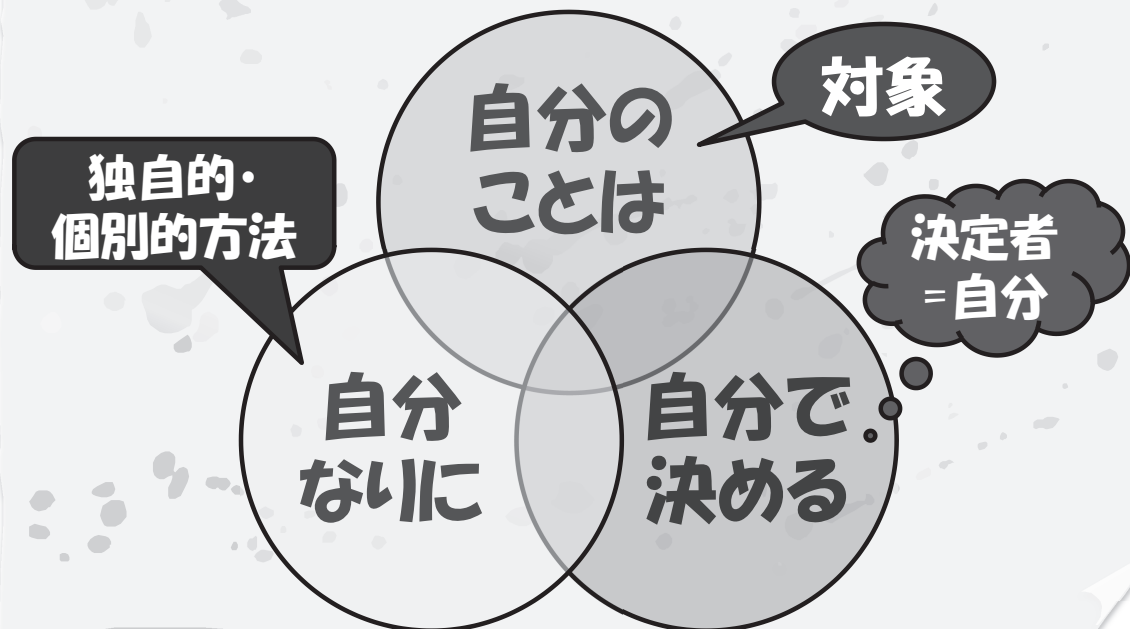 自分の
ことは
対象
独自的・
個別的方法
決定者
=自分
自分
なりに
自分で
決める